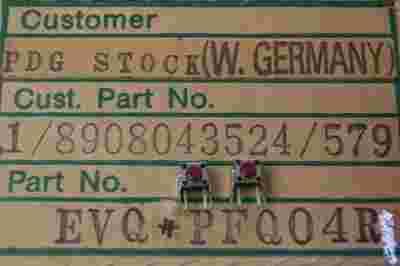 Customer
PDG STOCK (W. GERMANY)
Cust. Part No.
1/8908043524/579
Part No.
EVQ*PFQ04R